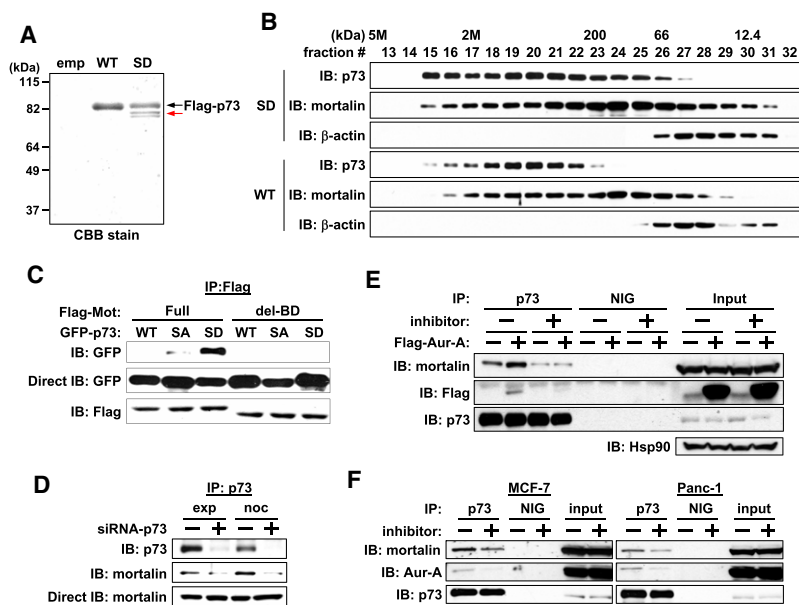 A
emp WT SD
(kDa)
115
82
64
49
37
Flag-p73
CBB stain
B
(kDa) 5M 2M 200 66 12.4
fraction # 13 14 15 16 17 18 19 20 21 22 23 24 25 26 27 28 29 30 31 32
SD
IB: p73
IB: mortalin
IB: β-actin
WT
IB: p73
IB: mortalin
IB: β-actin
C
IP:Flag
Flag-Mot: Full del-BD
GFP-p73: WT SA SD WT SA SD
IB: GFP
Direct IB: GFP
IB: Flag
D
IP: p73
exp noc
siRNA-p73 − + − +
IB: p73
IB: mortalin
Direct IB: mortalin
E
IP: p73 NIG Input
inhibitor: − + − + − +
Flag-Aur-A: − + − + − + − + − + − +
IB: mortalin
IB: Flag
IB: p73
IB: Hsp90
F
MCF-7 Panc-1
IP: p73 NIG input p73 NIG input
inhibitor: − + − + − + − + − + − +
IB: mortalin
IB: Aur-A
IB: p73